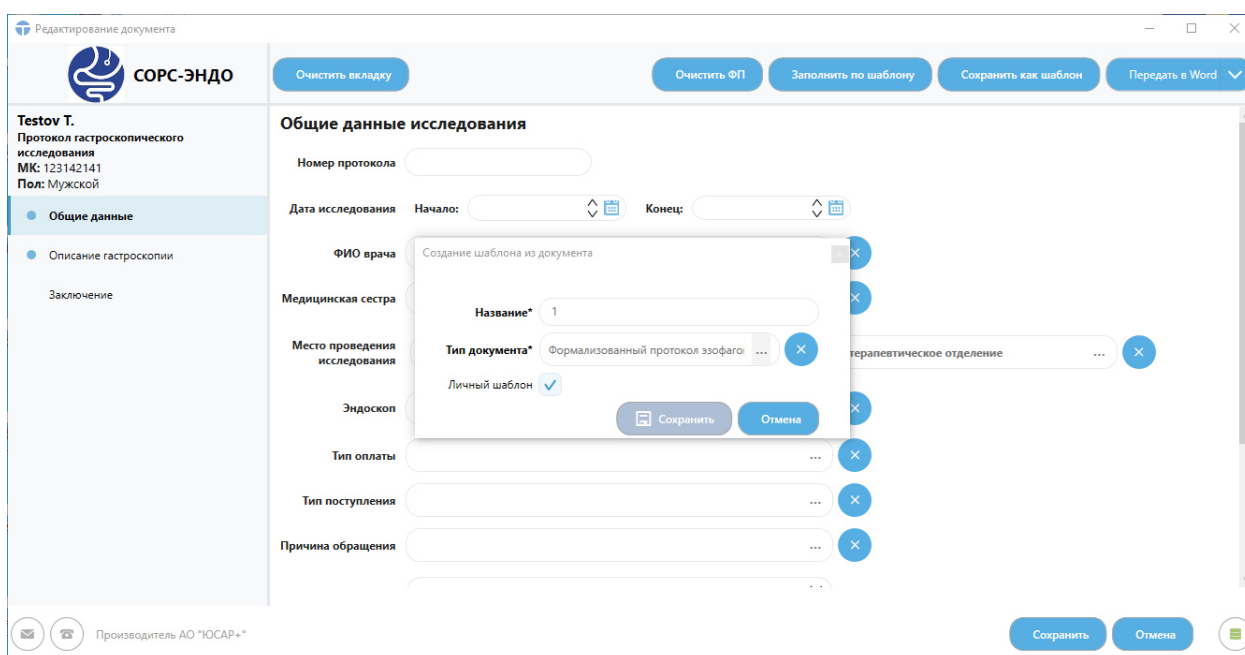 Редактирование документа
СОРС-ЭНДО
Очистить вкладку
Очистить ФП
Заполнить по шаблону
Сохранить как шаблон
Передать в Word
Testov T.
Протокол гастроскопического
исследования
МК: 123142141
Пол: Мужской
Общие данные
Описание гастроскопии
Заключение
Общие данные исследования
Номер протокола
Дата исследования Начало: Конец:
ФИО врача
Медицинская сестра
Место проведения
исследования
терапевтическое отделение ...
Эндоскоп
Тип оплаты ...
Тип поступления ...
Причина обращения ...
Создание шаблона из документа
Название* 1
Тип документа* Формализованный протокол эзофаго ...
Личный шаблон
Сохранить
Отмена
Производитель АО "ЮСАР+"
Сохранить
Отмена